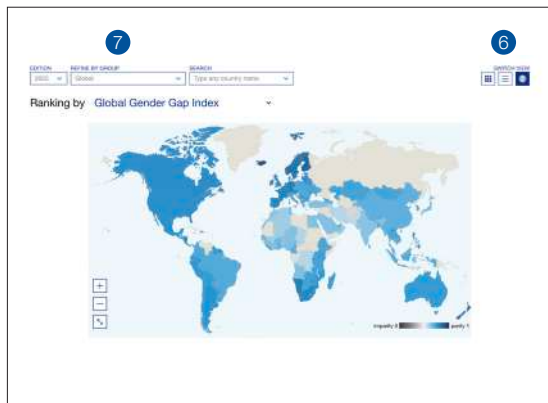 7
6
EDITION
REFINE BY GROUP
SEARCH
SWITCH VIEW
2022
Global
Type any country name
Ranking by Global Gender Gap Index
+
−
imparity 0
parity 1